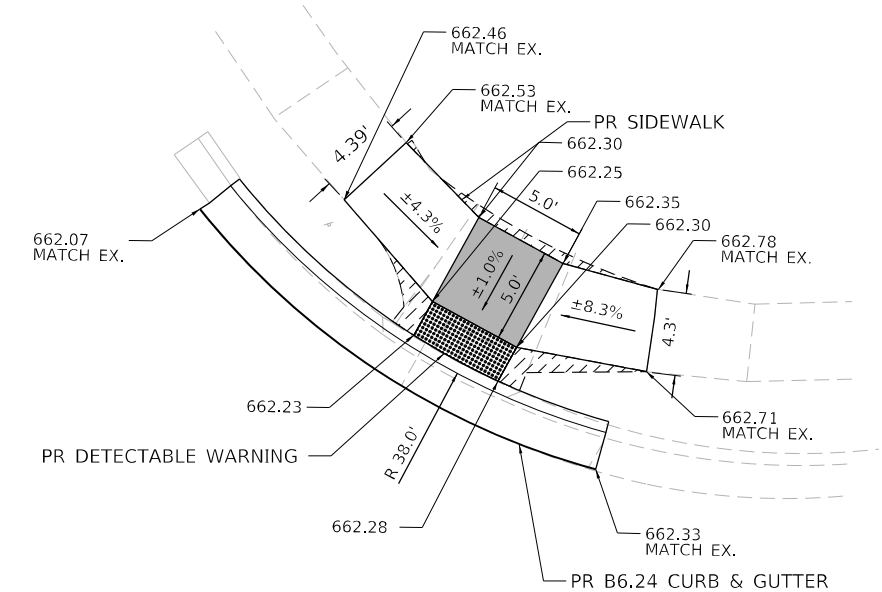 662.46
MATCH EX.
662.53
MATCH EX.
PR SIDEWALK
662.30
662.25
4.39'
5.0'
662.35
662.30
±4.3%
662.07
MATCH EX.
662.78
MATCH EX.
±1.0%
5.0'
±8.3%
4.3'
662.23
662.71
MATCH EX.
PR DETECTABLE WARNING
R 38.0'
662.28
662.33
MATCH EX.
PR B6.24 CURB & GUTTER